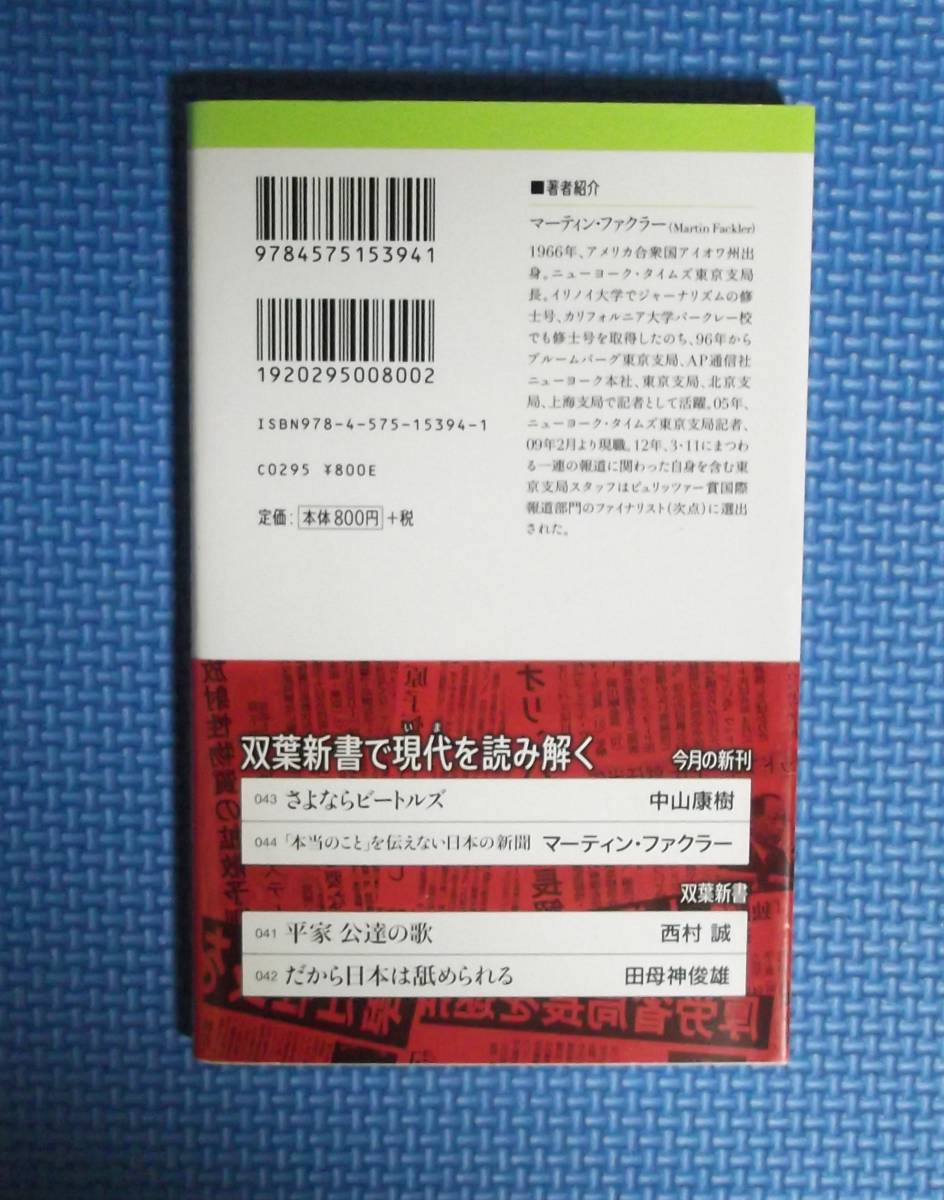 9784575153941
1920295008002
ISBN978-4-575-15394-1
C0295 ¥800E
定価：本体800円+税
■著者紹介
マーティン・ファクラー(Martin Fackler)
1966年、アメリカ合衆国アイオワ州出
身。ニューヨーク・タイムズ東京支局
長。イリノイ大学でジャーナリズムの修
士号、カリフォルニア大学バークレー校
でも修士号を取得したのち、96年から
ブルームバーグ東京支局、AP通信社
ニューヨーク本社、東京支局、北京支
局、上海支局で記者として活躍。05年、
ニューヨーク・タイムズ東京支局記者、
09年2月より現職。12年、3・11にまつわ
る一連の報道に関わった自身を含む東
京支局スタッフはピュリッツァー賞国際
報道部門のファイナリスト(次点)に選出
された。
いま
双葉新書で現代を読み解く 今月の新刊
043 さよならビートルズ 中山康樹
044 「本当のこと」を伝えない日本の新聞 マーティン・ファクラー
双葉新書
041 平家 公達の歌 西村 誠
042 だから日本は舐められる 田母神俊雄
放射性物質の拡散予
厚労省局長を逮